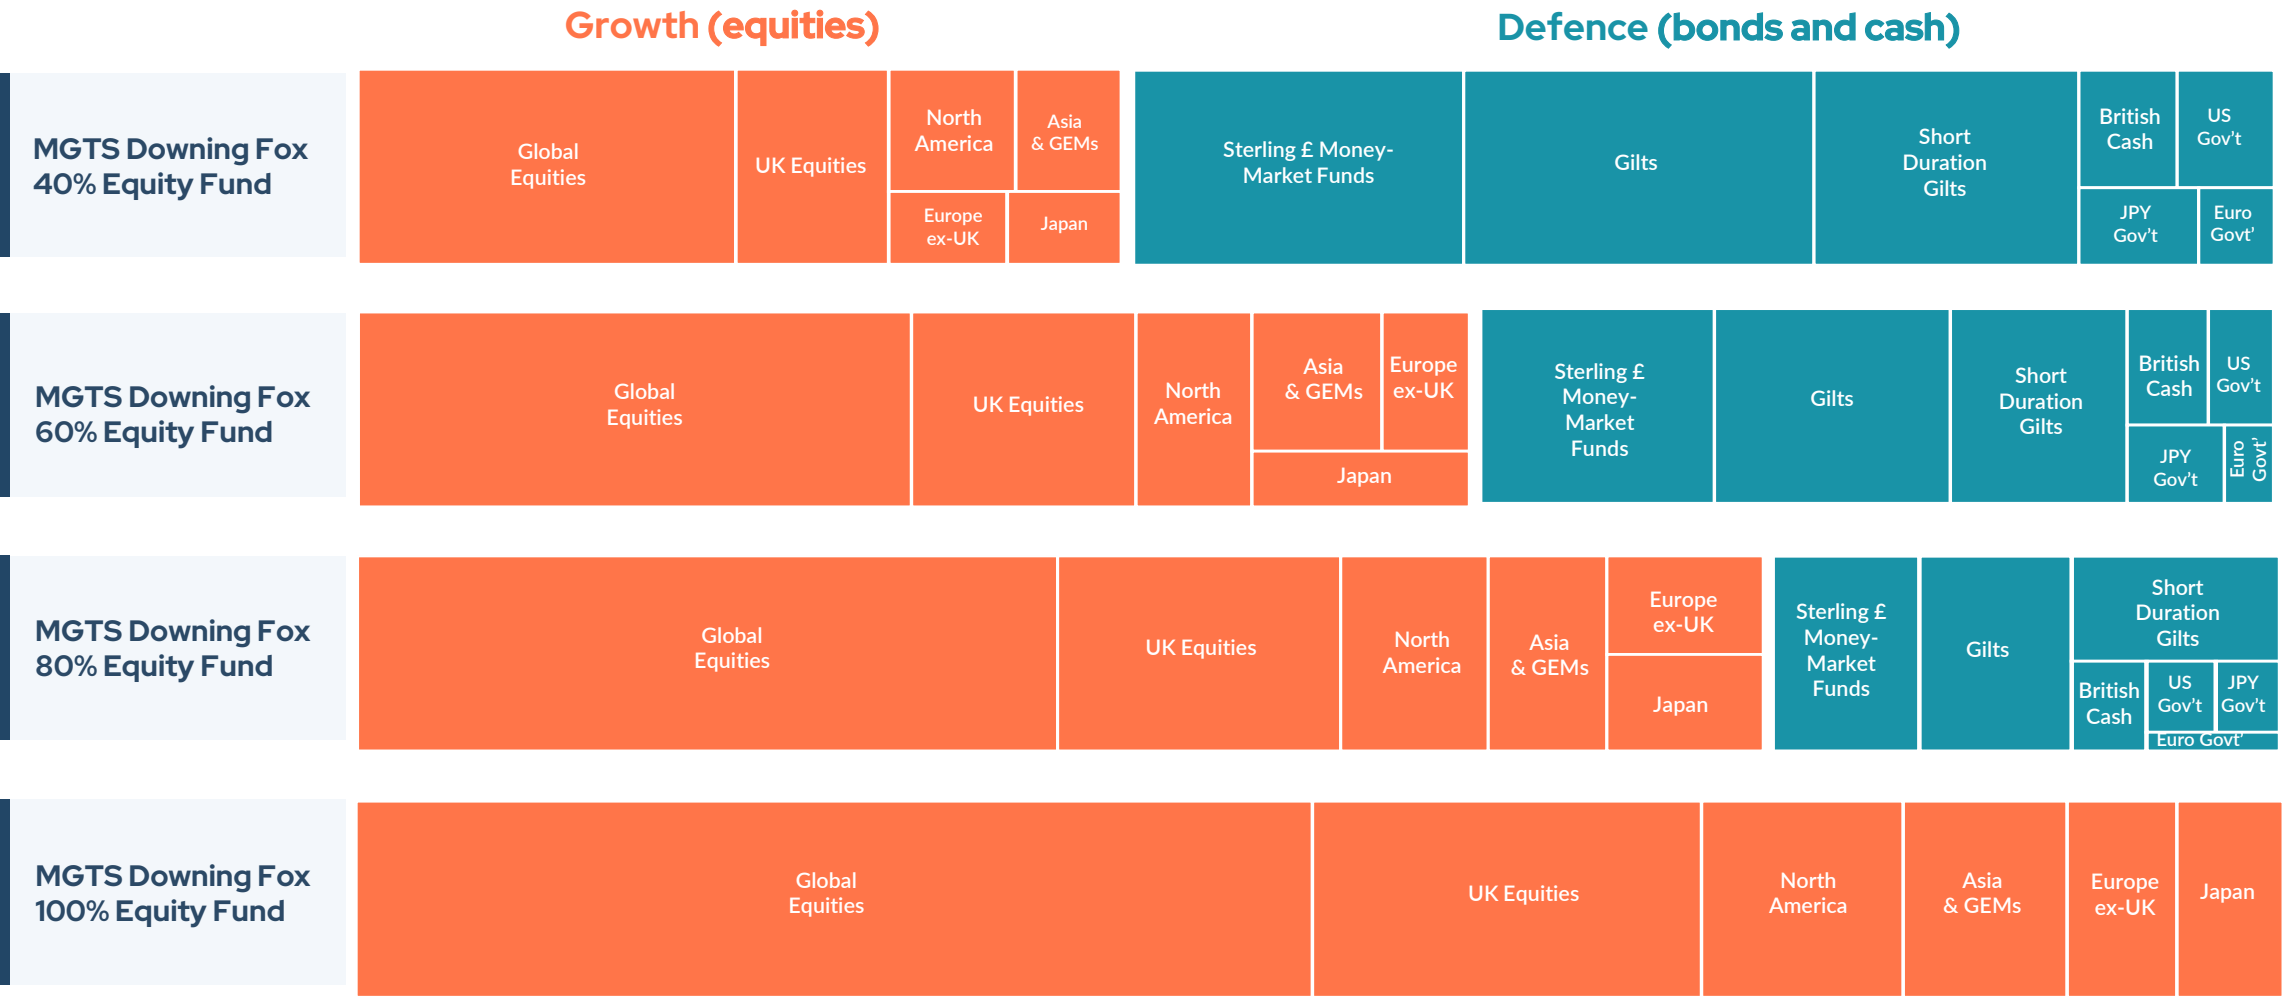 Growth (equities)
Defence (bonds and cash)
MGTS Downing Fox
40% Equity Fund
Global
Equities
UK Equities
North
America
Asia
& GEMs
Europe
ex-UK
Japan
Sterling £ Money-
Market Funds
Gilts
Short
Duration
Gilts
British
Cash
US
Gov't
JPY
Gov't
Euro
Govt'
MGTS Downing Fox
60% Equity Fund
Global
Equities
UK Equities
North
America
Asia
& GEMs
Europe
ex-UK
Japan
Sterling £
Money-
Market
Funds
Gilts
Short
Duration
Gilts
British
Cash
US
Gov't
JPY
Gov't
Euro
Govt'
MGTS Downing Fox
80% Equity Fund
Global
Equities
UK Equities
North
America
Asia
& GEMs
Europe
ex-UK
Japan
Sterling £
Money-
Market
Funds
Gilts
Short
Duration
Gilts
British
Cash
US
Gov't
JPY
Gov't
Euro Govt'
MGTS Downing Fox
100% Equity Fund
Global
Equities
UK Equities
North
America
Asia
& GEMs
Europe
ex-UK
Japan